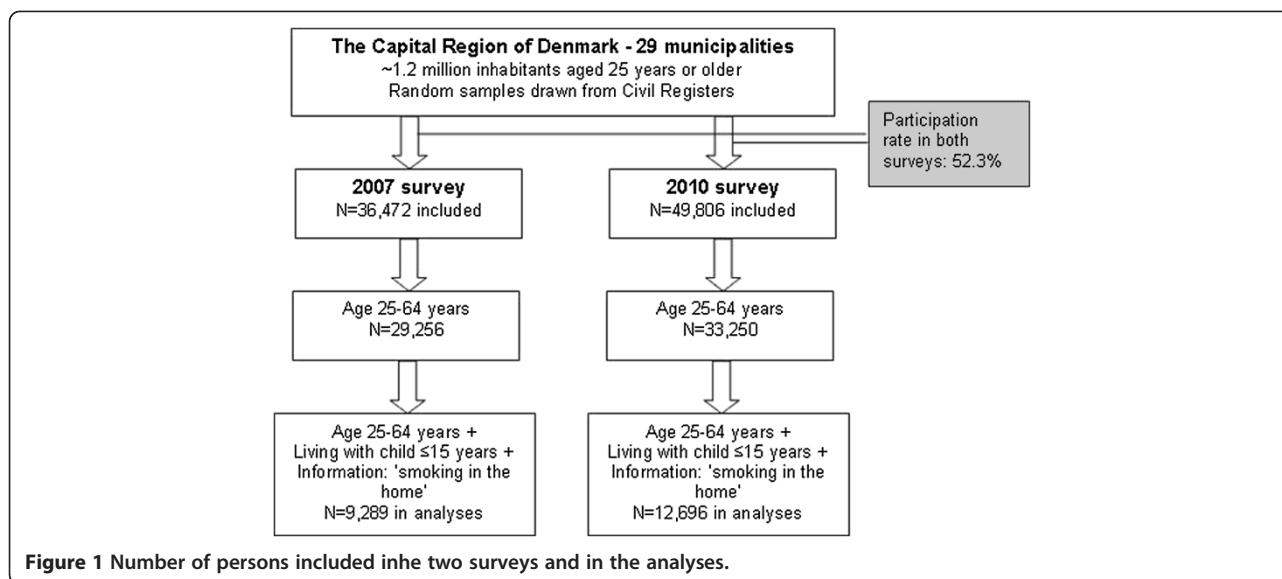 The Capital Region of Denmark - 29 municipalities
~1.2 million inhabitants aged 25 years or older
Random samples drawn from Civil Registers
Participation
rate in both
surveys: 52.3%
2007 survey
N=36,472 included
2010 survey
N=49,806 included
Age 25-64 years
N=29,256
Age 25-64 years
N=33,250
Age 25-64 years +
Living with child ≤15 years +
Information: 'smoking in the
home'
N=9,289 in analyses
Age 25-64 years +
Living with child ≤15 years +
Information: 'smoking in the
home'
N=12,696 in analyses
Figure 1 Number of persons included inhe two surveys and in the analyses.